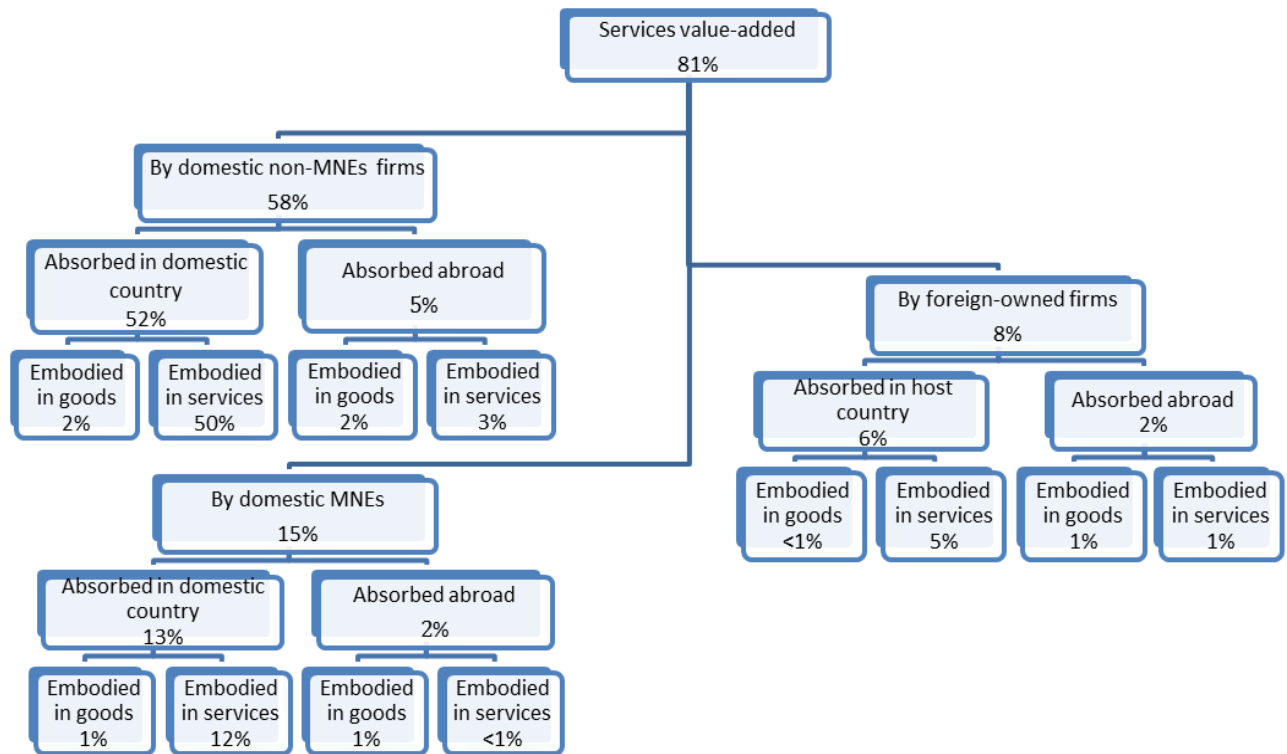 Services value-added
81%
By domestic non-MNEs firms
58%
Absorbed in domestic
country
52%
Embodied
in goods
2%
Embodied
in services
50%
Absorbed abroad
5%
Embodied
in goods
2%
Embodied
in services
3%
By foreign-owned firms
8%
Absorbed in host
country
6%
Embodied
in goods
<1%
Embodied
in services
5%
Absorbed abroad
2%
Embodied
in goods
1%
Embodied
in services
1%
By domestic MNEs
15%
Absorbed in domestic
country
13%
Embodied
in goods
1%
Embodied
in services
12%
Absorbed abroad
2%
Embodied
in goods
1%
Embodied
in services
<1%